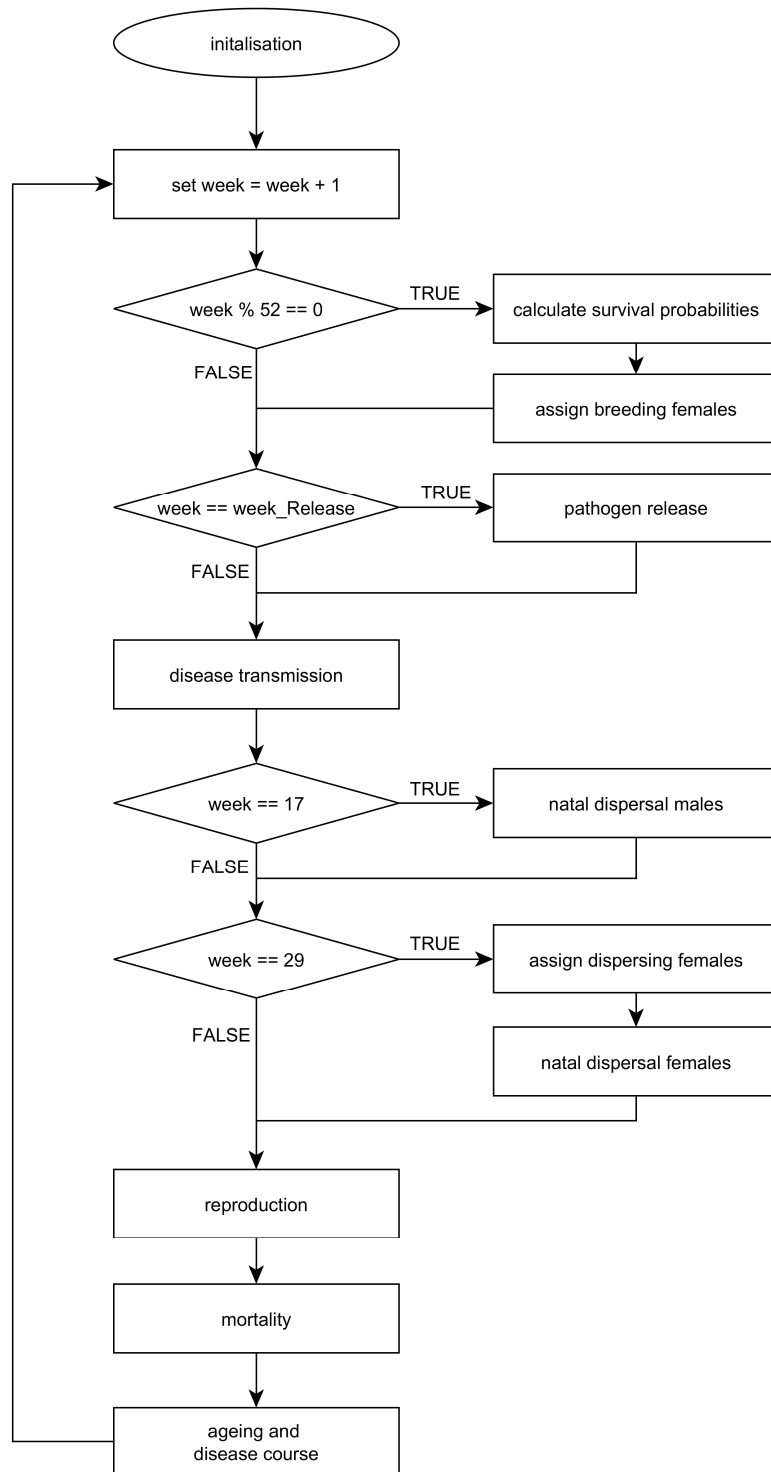 initalisation
set week = week + 1
week % 52 == 0
TRUE
calculate survival probabilities
FALSE
assign breeding females
week == week_Release
TRUE
pathogen release
FALSE
disease transmission
week == 17
TRUE
natal dispersal males
FALSE
week == 29
TRUE
assign dispersing females
FALSE
natal dispersal females
reproduction
mortality
ageing and
disease course